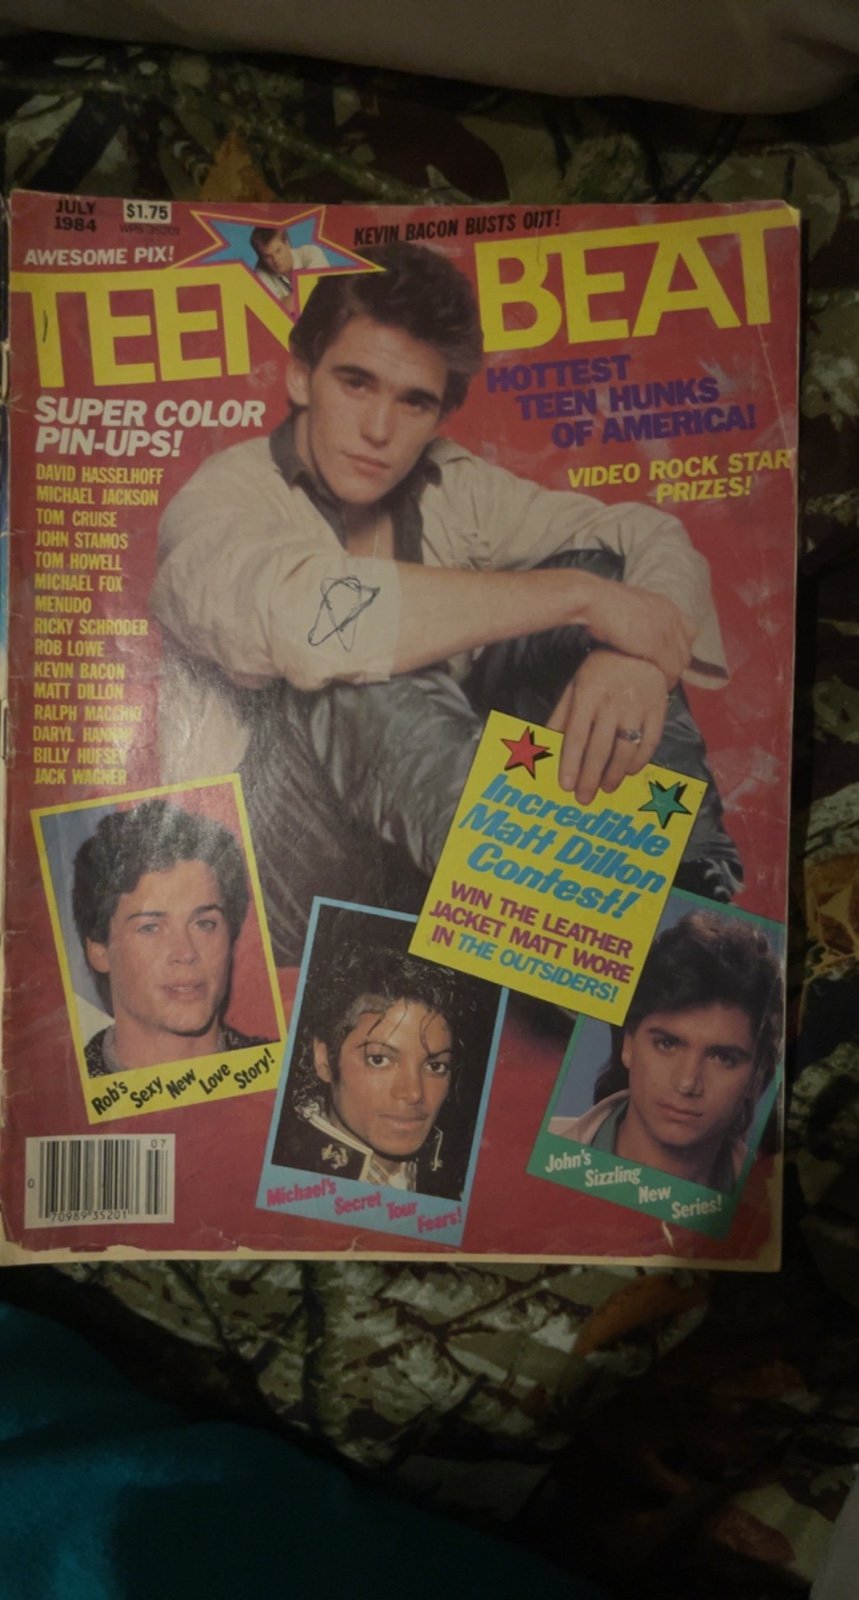 JULY
1984
$1.75
WPS 35201
KEVIN BACON BUSTS OUT!
AWESOME PIX!
TEEN BEAT
HOTTEST
TEEN HUNKS
OF AMERICA!
VIDEO ROCK STAR
PRIZES!
SUPER COLOR
PIN-UPS!
DAVID HASSELHOFF
MICHAEL JACKSON
TOM CRUISE
JOHN STAMOS
TOM HOWELL
MICHAEL FOX
MENUDO
RICKY SCHRODER
ROB LOWE
KEVIN BACON
MATT DILLON
RALPH MACCHIO
DARYL HANNAH
BILLY HUFSEY
JACK WAGNER
Incredible
Matt Dillon
Contest!
WIN THE LEATHER
JACKET MATT WORE
IN THE OUTSIDERS!
Rob's Sexy New Love Story!
Michael's Secret Tour Fears!
John's Sizzling New Series!
07
0 70989 35201